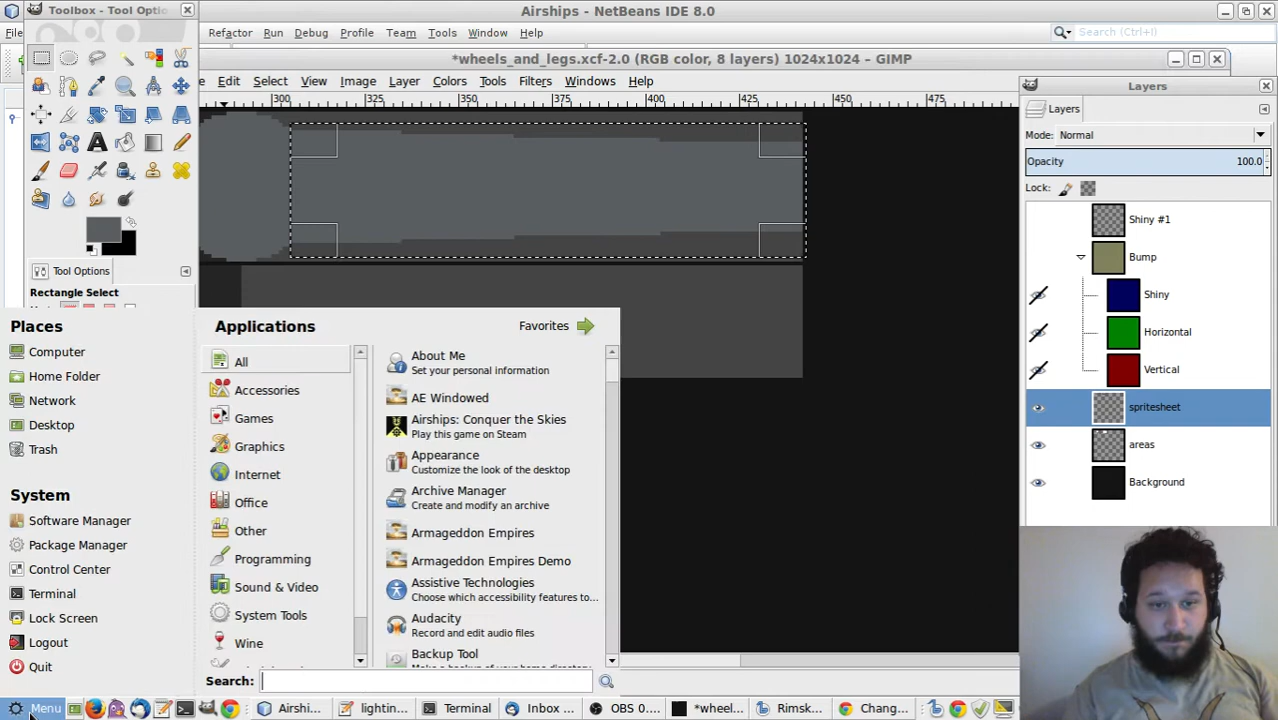 Toolbox - Tool Optio
Airships - NetBeans IDE 8.0
File
Refactor Run Debug Profile Team Tools Window Help
Search (Ctrl+I)
*wheels_and_legs.xcf-2.0 (RGB color, 8 layers) 1024x1024 – GIMP
Edit Select View Image Layer Colors Tools Filters Windows Help
300 325 350 375 400 425 450 475
Layers
Layers
Mode: Normal
Opacity 100.0
Lock:
Shiny #1
Bump
Shiny
Horizontal
Vertical
spritesheet
areas
Background
Tool Options
Rectangle Select
Places
Computer
Home Folder
Network
Desktop
Trash
System
Software Manager
Package Manager
Control Center
Terminal
Lock Screen
Logout
Quit
Applications
Favorites
All
Accessories
Games
Graphics
Internet
Office
Other
Programming
Sound & Video
System Tools
Wine
About Me
Set your personal information
AE Windowed
Airships: Conquer the Skies
Play this game on Steam
Appearance
Customize the look of the desktop
Archive Manager
Create and modify an archive
Armageddon Empires
Armageddon Empires Demo
Assistive Technologies
Choose which accessibility features to...
Audacity
Record and edit audio files
Backup Tool
Search:
Menu
Airshi...
lightin...
Terminal
Inbox ...
OBS 0....
*wheel...
Rimsk...
Chang...